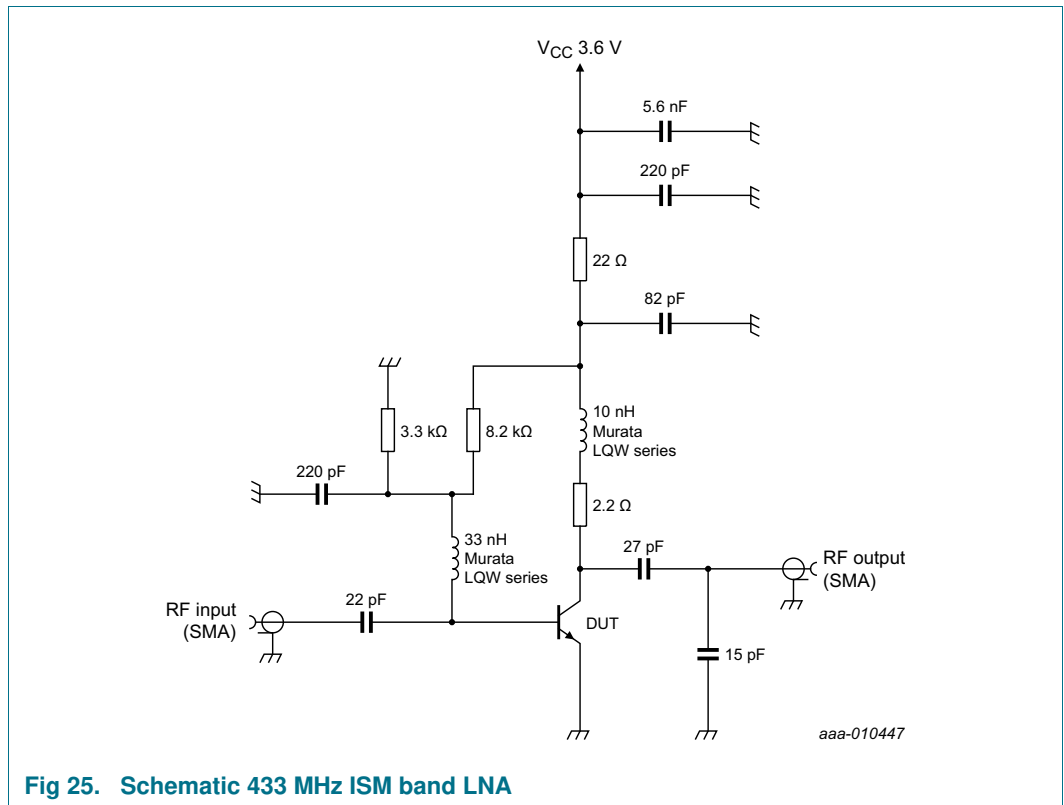 VCC 3.6 V
5.6 nF
220 pF
22 Ω
82 pF
3.3 kΩ
8.2 kΩ
10 nH
Murata
LQW series
220 pF
2.2 Ω
33 nH
Murata
LQW series
27 pF
RF output
(SMA)
RF input
(SMA)
22 pF
DUT
15 pF
aaa-010447
Fig 25. Schematic 433 MHz ISM band LNA